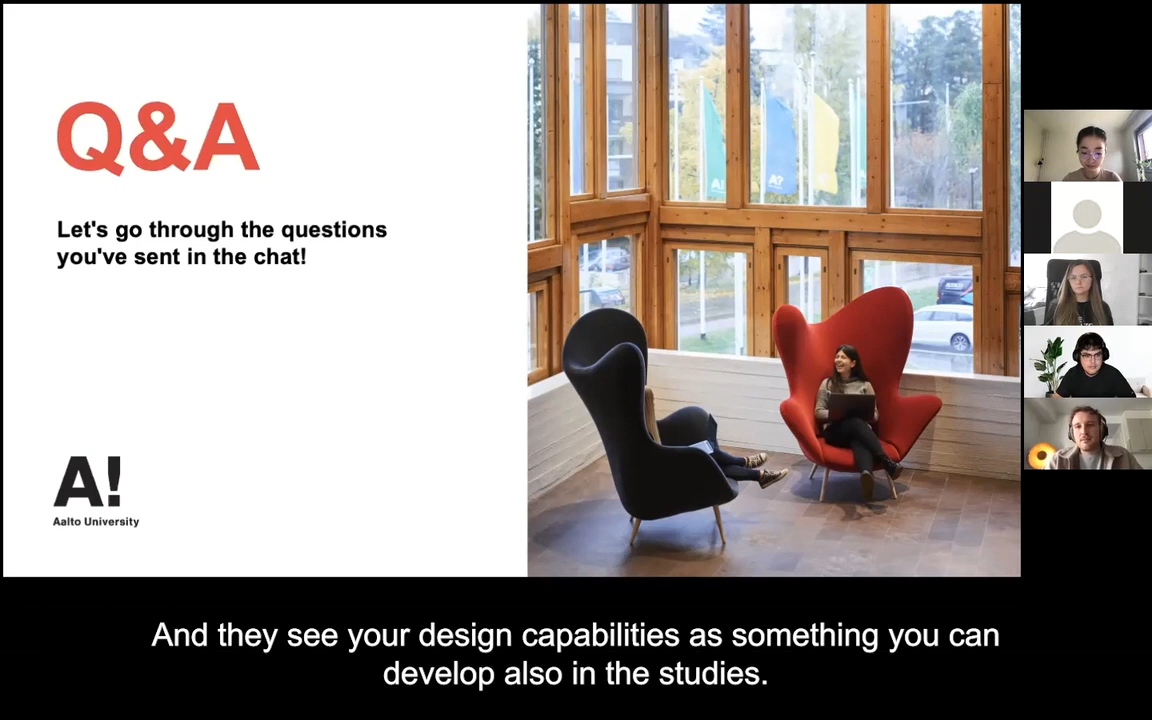 Q&A
Let's go through the questions
you've sent in the chat!
A!
Aalto University
A!
A?
And they see your design capabilities as something you can
develop also in the studies.